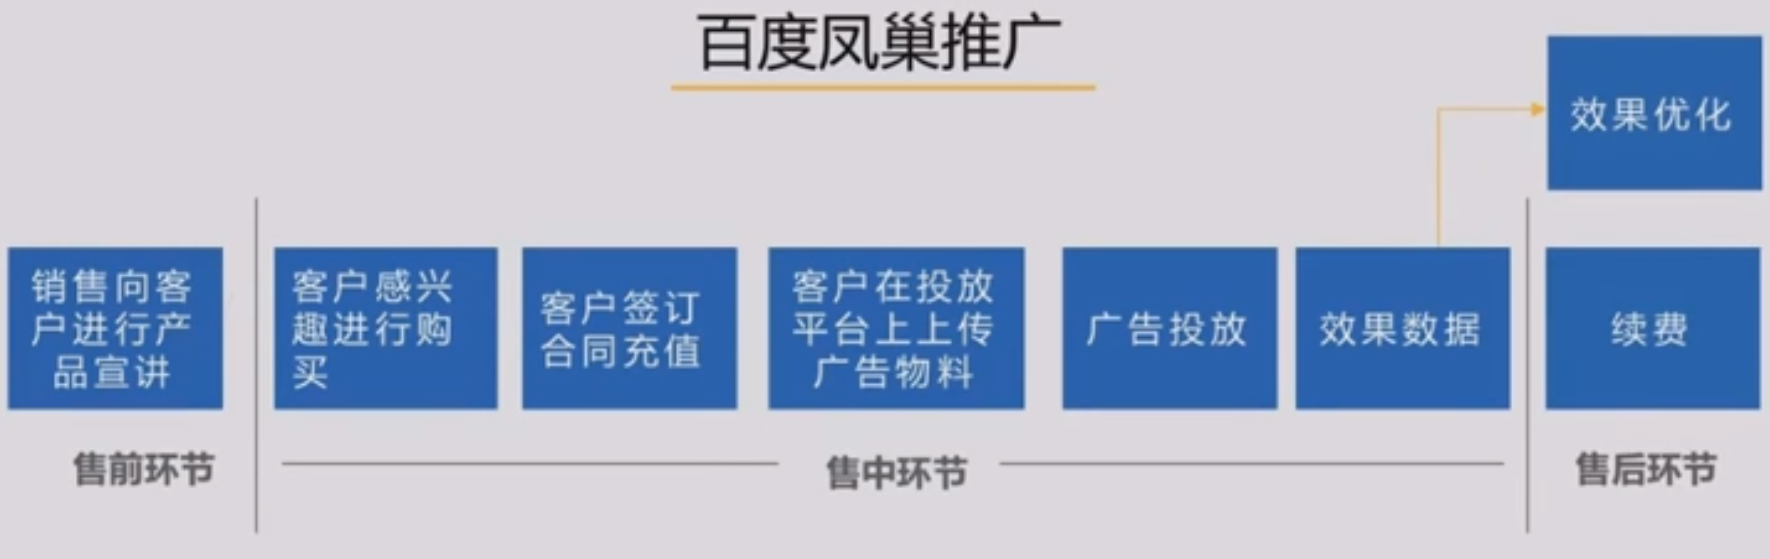 百度凤巢推广
效果优化
销售向客
户进行产
品宣讲
客户感兴
趣进行购
买
客户签订
合同充值
客户在投放
平台上上传
广告物料
广告投放
效果数据
续费
售前环节
售中环节
售后环节